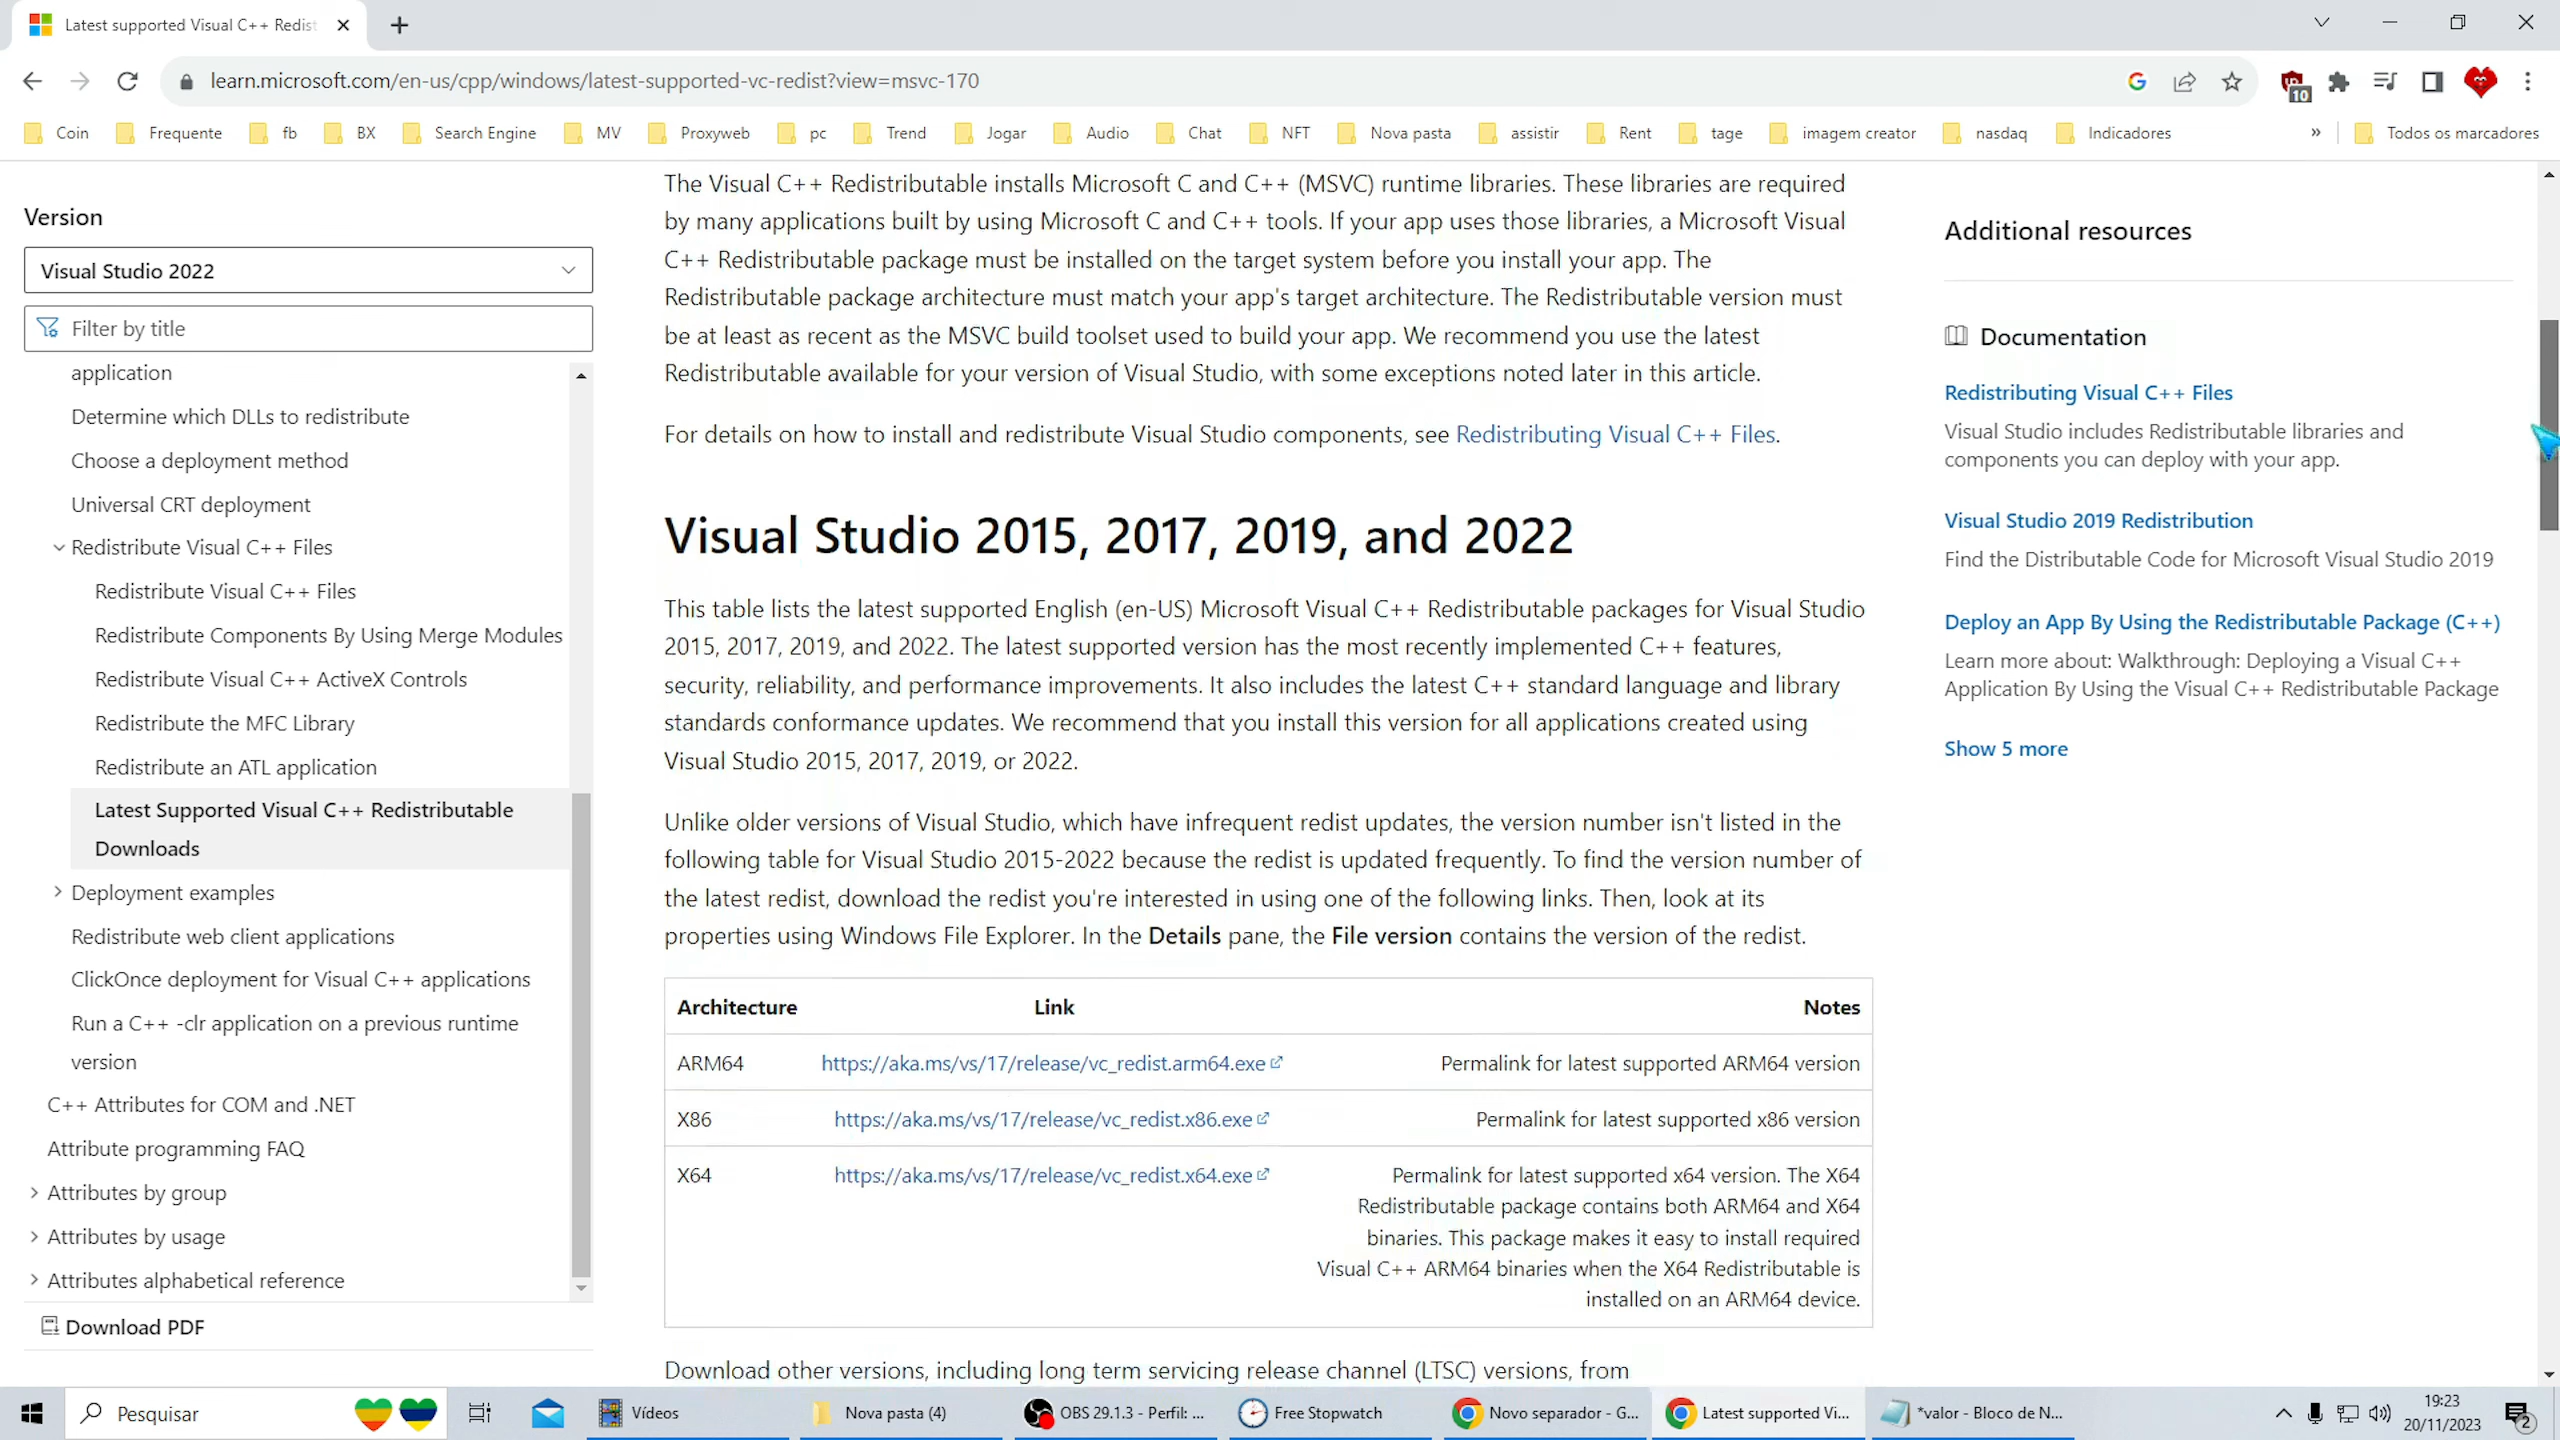 Latest supported Visual C++ Redist
learn.microsoft.com/en-us/cpp/windows/latest-supported-vc-redist?view=msvc-170
10
Coin
Frequente
fb
BX
Search Engine
MV
Proxyweb
pc
Trend
Jogar
Audio
Chat
NFT
Nova pasta
assistir
Rent
tage
imagem creator
nasdaq
Indicadores
»
Todos os marcadores
Version
Visual Studio 2022
Filter by title
application
Determine which DLLs to redistribute
Choose a deployment method
Universal CRT deployment
Redistribute Visual C++ Files
Redistribute Visual C++ Files
Redistribute Components By Using Merge Modules
Redistribute Visual C++ ActiveX Controls
Redistribute the MFC Library
Redistribute an ATL application
Latest Supported Visual C++ Redistributable
Downloads
Deployment examples
Redistribute web client applications
ClickOnce deployment for Visual C++ applications
Run a C++ -clr application on a previous runtime
version
C++ Attributes for COM and .NET
Attribute programming FAQ
Attributes by group
Attributes by usage
Attributes alphabetical reference
Download PDF
The Visual C++ Redistributable installs Microsoft C and C++ (MSVC) runtime libraries. These libraries are required
by many applications built by using Microsoft C and C++ tools. If your app uses those libraries, a Microsoft Visual
C++ Redistributable package must be installed on the target system before you install your app. The
Redistributable package architecture must match your app's target architecture. The Redistributable version must
be at least as recent as the MSVC build toolset used to build your app. We recommend you use the latest
Redistributable available for your version of Visual Studio, with some exceptions noted later in this article.
For details on how to install and redistribute Visual Studio components, see Redistributing Visual C++ Files.
Visual Studio 2015, 2017, 2019, and 2022
This table lists the latest supported English (en-US) Microsoft Visual C++ Redistributable packages for Visual Studio
2015, 2017, 2019, and 2022. The latest supported version has the most recently implemented C++ features,
security, reliability, and performance improvements. It also includes the latest C++ standard language and library
standards conformance updates. We recommend that you install this version for all applications created using
Visual Studio 2015, 2017, 2019, or 2022.
Unlike older versions of Visual Studio, which have infrequent redist updates, the version number isn't listed in the
following table for Visual Studio 2015-2022 because the redist is updated frequently. To find the version number of
the latest redist, download the redist you're interested in using one of the following links. Then, look at its
properties using Windows File Explorer. In the Details pane, the File version contains the version of the redist.
Architecture Link Notes
ARM64 https://aka.ms/vs/17/release/vc_redist.arm64.exe Permalink for latest supported ARM64 version
X86 https://aka.ms/vs/17/release/vc_redist.x86.exe Permalink for latest supported x86 version
X64 https://aka.ms/vs/17/release/vc_redist.x64.exe Permalink for latest supported x64 version. The X64
Redistributable package contains both ARM64 and X64
binaries. This package makes it easy to install required
Visual C++ ARM64 binaries when the X64 Redistributable is
installed on an ARM64 device.
Download other versions, including long term servicing release channel (LTSC) versions, from
Additional resources
Documentation
Redistributing Visual C++ Files
Visual Studio includes Redistributable libraries and
components you can deploy with your app.
Visual Studio 2019 Redistribution
Find the Distributable Code for Microsoft Visual Studio 2019
Deploy an App By Using the Redistributable Package (C++)
Learn more about: Walkthrough: Deploying a Visual C++
Application By Using the Visual C++ Redistributable Package
Show 5 more
Pesquisar
Vídeos
Nova pasta (4)
OBS 29.1.3 - Perfil: ...
Free Stopwatch
Novo separador - G...
Latest supported Vi...
*valor - Bloco de N...
19:23
20/11/2023
2